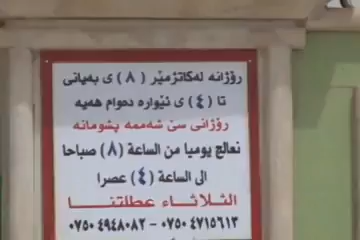 رۆژانە لەکاتژمێر ( ٨ ) ی بەیانی
تا ( ٤ ) ی ئێوارە دەوام هەیە
رۆژانی سێ شەممە پشومانە
نعالج يوميا من الساعة (٨) صباحا
الى الساعة (٤) عصرا
الثلاثاء عطلتنا
٠٧٥٠ ٤٧١٥٦١٣ - ٠٧٥٠ ٤٩٤٨٠٨٢